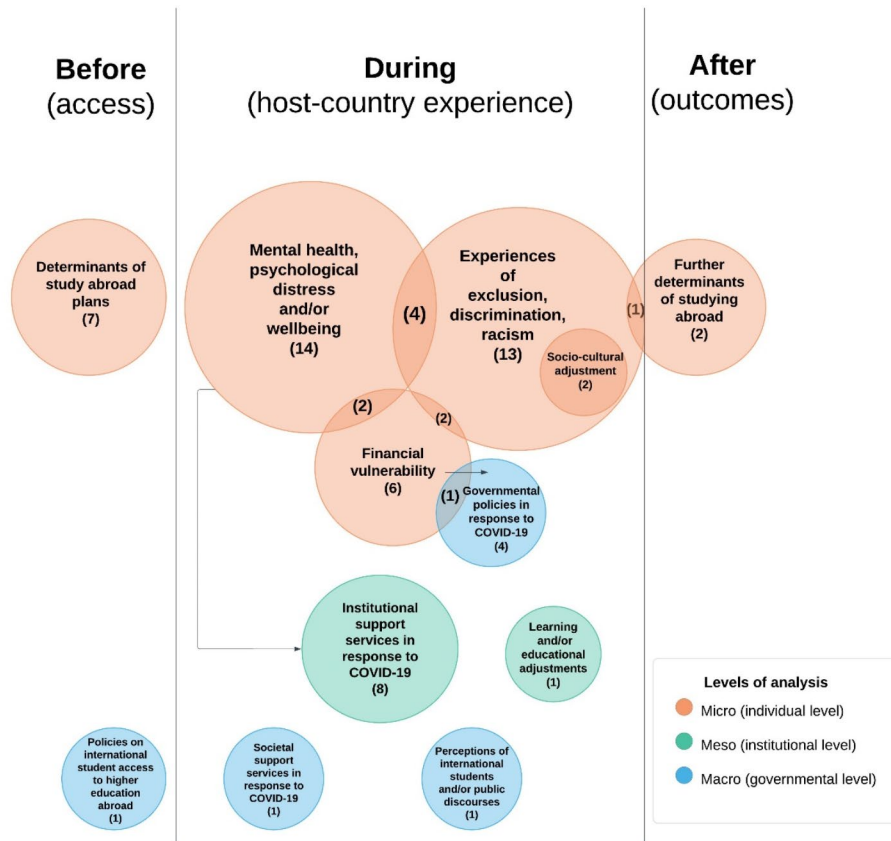 Before
(access)
During
(host-country experience)
After
(outcomes)
Determinants of
study abroad
plans
(7)
Mental health,
psychological
distress
and/or
wellbeing
(14)
(4)
Experiences
of
exclusion,
discrimination,
racism
(13)
Socio-cultural
adjustment
(2)
(1)
Further
determinants
of studying
abroad
(2)
(2)
(2)
Financial
vulnerability
(6)
(1)
Governmental
policies in
response to
COVID-19
(4)
Institutional
support
services in
response to
COVID-19
(8)
Learning
and/or
educational
adjustments
(1)
Policies on
international
student access
to higher
education
abroad
(1)
Societal
support
services in
response to
COVID-19
(1)
Perceptions of
international
students
and/or public
discourses
(1)
Levels of analysis
Micro (individual level)
Meso (institutional level)
Macro (governmental level)